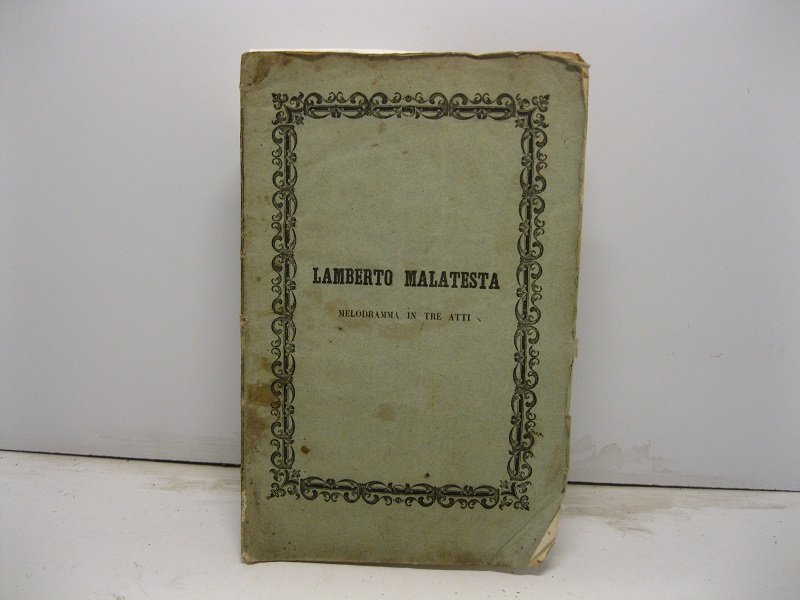 LAMBERTO MALATESTA
MELODRAMMA IN TRE ATTI